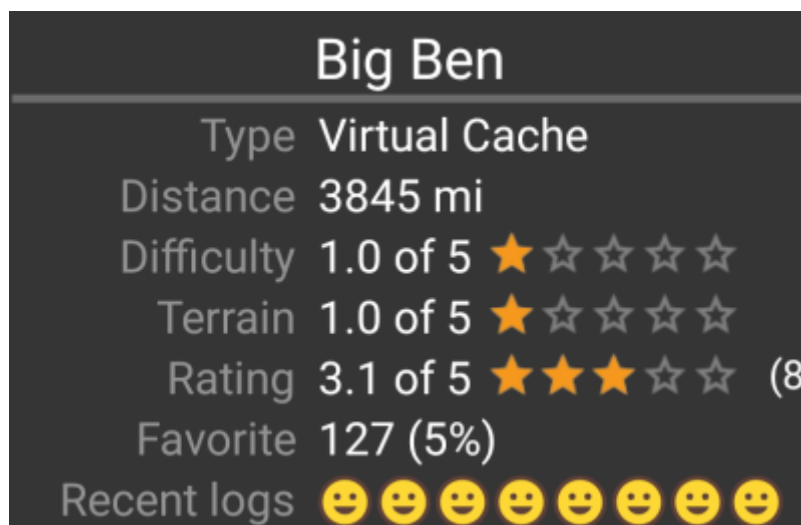 Big Ben
Type Virtual Cache
Distance 3845 mi
Difficulty 1.0 of 5
Terrain 1.0 of 5
Rating 3.1 of 5 (8
Favorite 127 (5%)
Recent logs